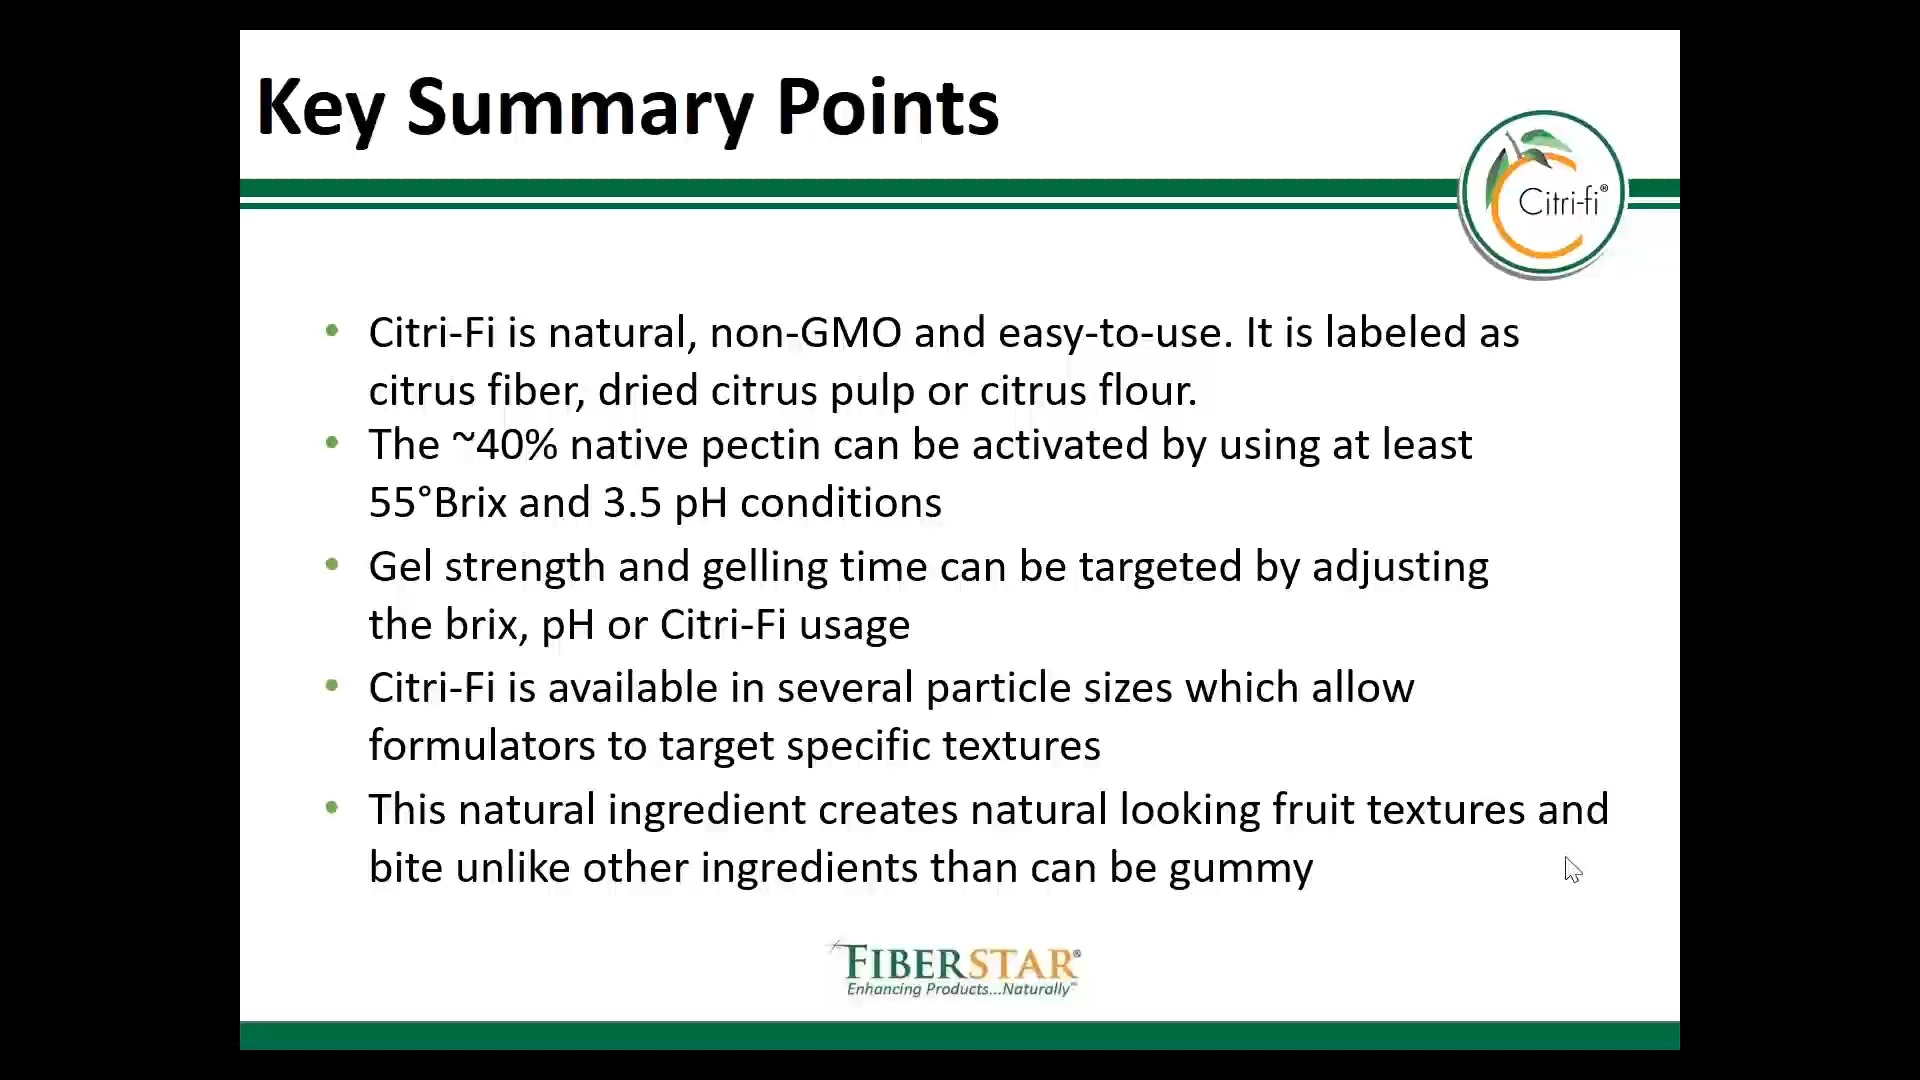 Key Summary Points
Citri-fi®
• Citri-Fi is natural, non-GMO and easy-to-use. It is labeled as
citrus fiber, dried citrus pulp or citrus flour.
• The ~40% native pectin can be activated by using at least
55°Brix and 3.5 pH conditions
• Gel strength and gelling time can be targeted by adjusting
the brix, pH or Citri-Fi usage
• Citri-Fi is available in several particle sizes which allow
formulators to target specific textures
• This natural ingredient creates natural looking fruit textures and
bite unlike other ingredients than can be gummy
FIBERSTAR®
Enhancing Products...Naturally™